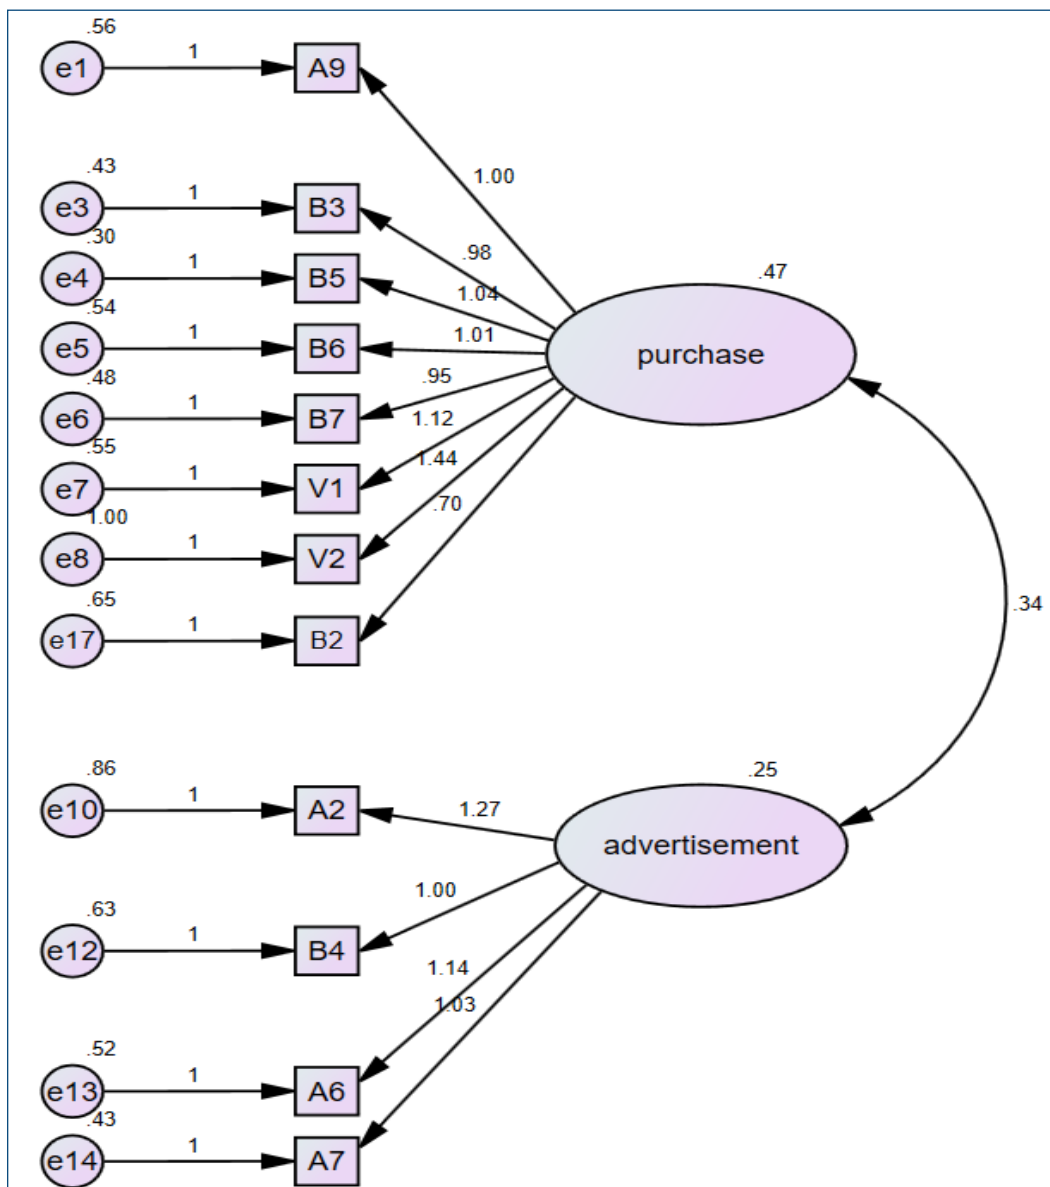 .56
e1 1 A9
1.00
.43
e3 1 B3
.98
.30
e4 1 B5
1.04
.47
.54
e5 1 B6
1.01
purchase
.48
e6 1 B7
.95
1.12
.55
e7 1 V1
1.44
.70
1.00
e8 1 V2
.65
e17 1 B2
.34
.86
.25
e10 1 A2
1.27
advertisement
1.00
.63
e12 1 B4
1.14
1.03
.52
e13 1 A6
.43
e14 1 A7